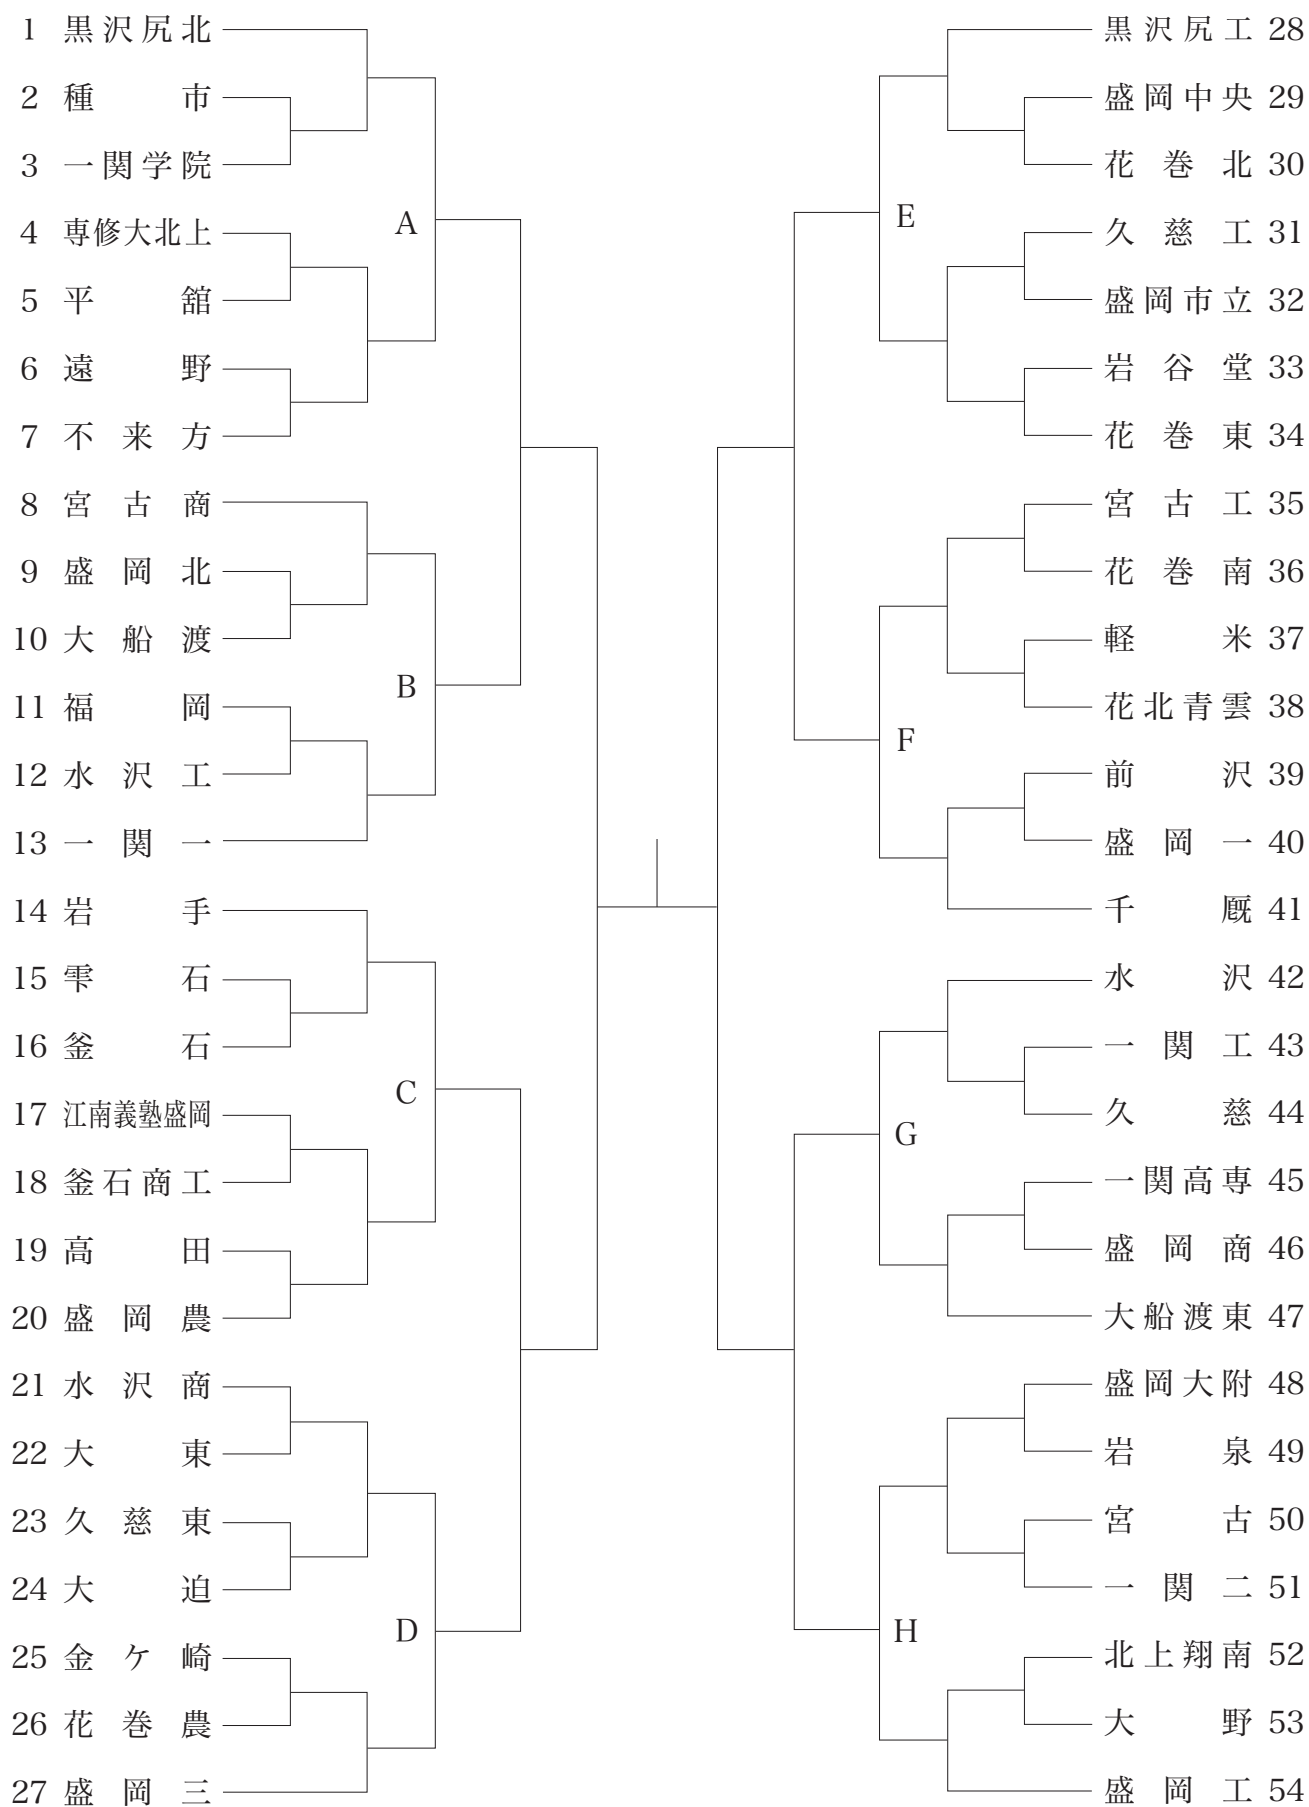 1 黒沢尻北
2 種市
3 一関学院
4 専修大北上
5 平舘
6 遠野
7 不来方
8 宮古商
9 盛岡北
10 大船渡
11 福岡
12 水沢工
13 一関一
14 岩手
15 雫石
16 釜石
17 江南義塾盛岡
18 釜石商工
19 高田
20 盛岡農
21 水沢商
22 大東
23 久慈東
24 大迫
25 金ケ崎
26 花巻農
27 盛岡三
A
B
C
D
E
F
G
H
黒沢尻工 28
盛岡中央 29
花巻北 30
久慈工 31
盛岡市立 32
岩谷堂 33
花巻東 34
宮古工 35
花巻南 36
軽米 37
花北青雲 38
前沢 39
盛岡一 40
千厩 41
水沢 42
一関工 43
久慈 44
一関高専 45
盛岡商 46
大船渡東 47
盛岡大附 48
岩泉 49
宮古 50
一関二 51
北上翔南 52
大野 53
盛岡工 54